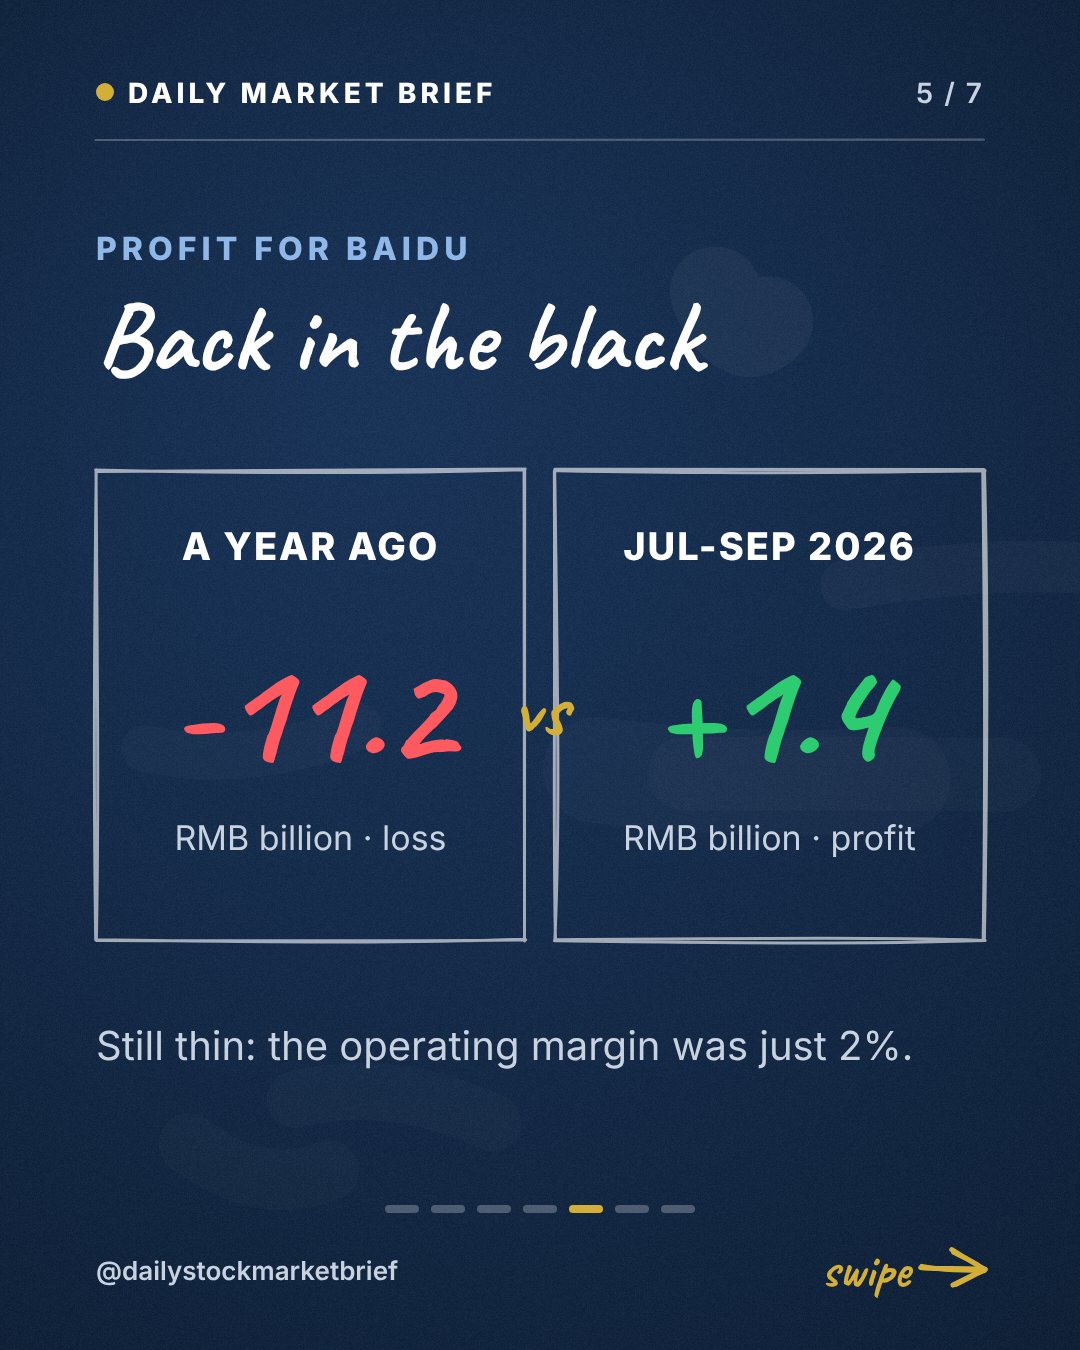 DAILY MARKET BRIEF
5 / 7
PROFIT FOR BAIDU
Back in the black
A YEAR AGO
-11.2
RMB billion · loss
vs
JUL-SEP 2026
+1.4
RMB billion · profit
Still thin: the operating margin was just 2%.
@dailystockmarketbrief
swipe